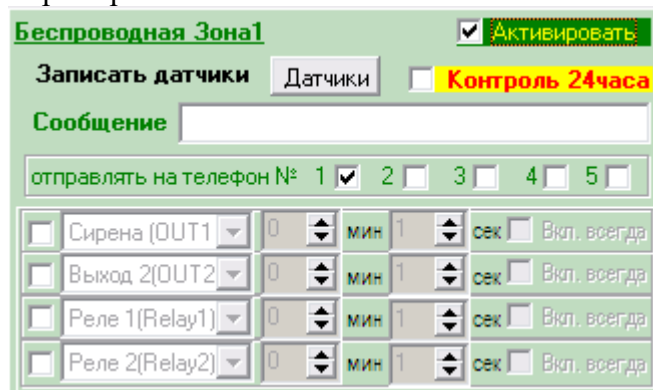 Беспроводная Зона1 Активировать
Записать датчики Датчики Контроль 24часа
Сообщение
отправлять на телефон № 1 2 3 4 5
Сирена (OUT1 0 мин 1 сек Вкл. всегда
Выход 2(OUT2 0 мин 1 сек Вкл. всегда
Реле 1(Relay1) 0 мин 1 сек Вкл. всегда
Реле 2(Relay2) 0 мин 1 сек Вкл. всегда